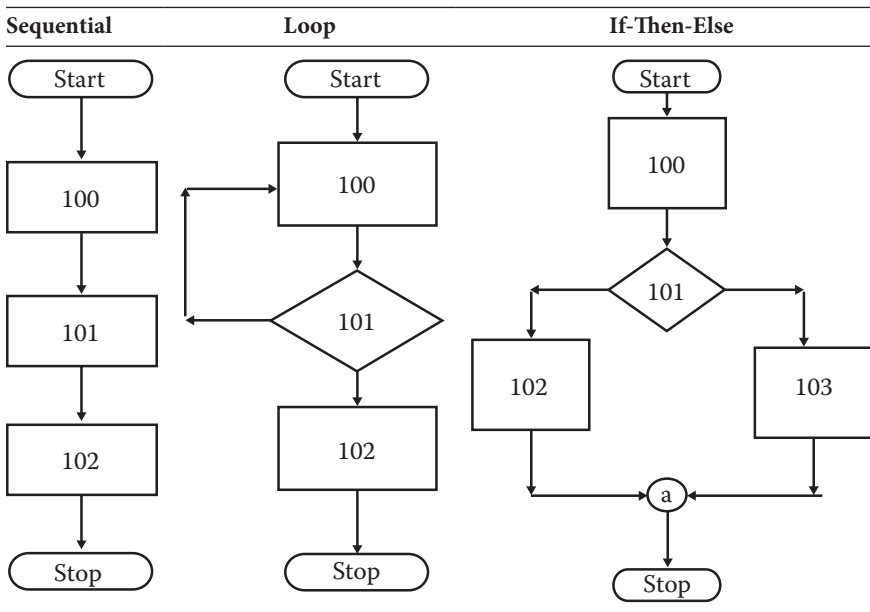 Sequential
Loop
If-Then-Else
Start
100
101
102
Stop
Start
100
101
102
Stop
Start
100
101
102
103
a
Stop